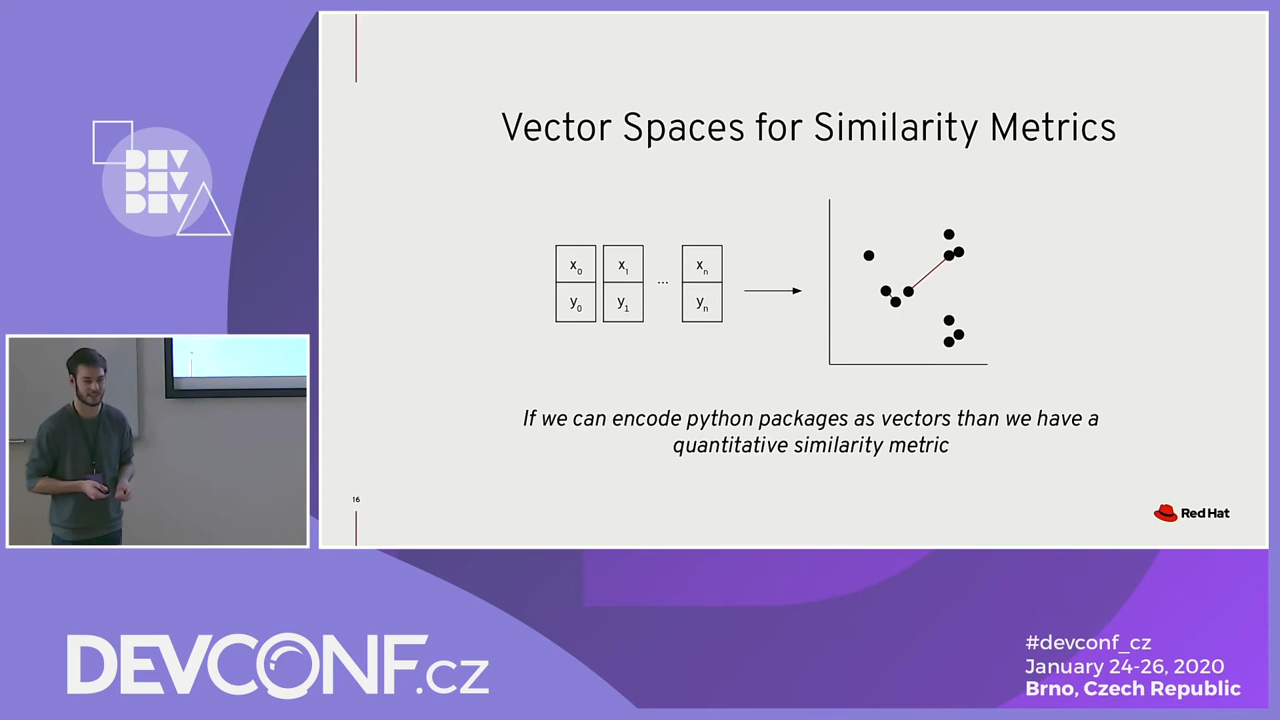 DEV
DEV
DEV
Vector Spaces for Similarity Metrics
x0 x1 ... xn
y0 y1 yn
If we can encode python packages as vectors than we have a
quantitative similarity metric
16
Red Hat
DEVCONF.cz
#devconf_cz
January 24-26, 2020
Brno, Czech Republic